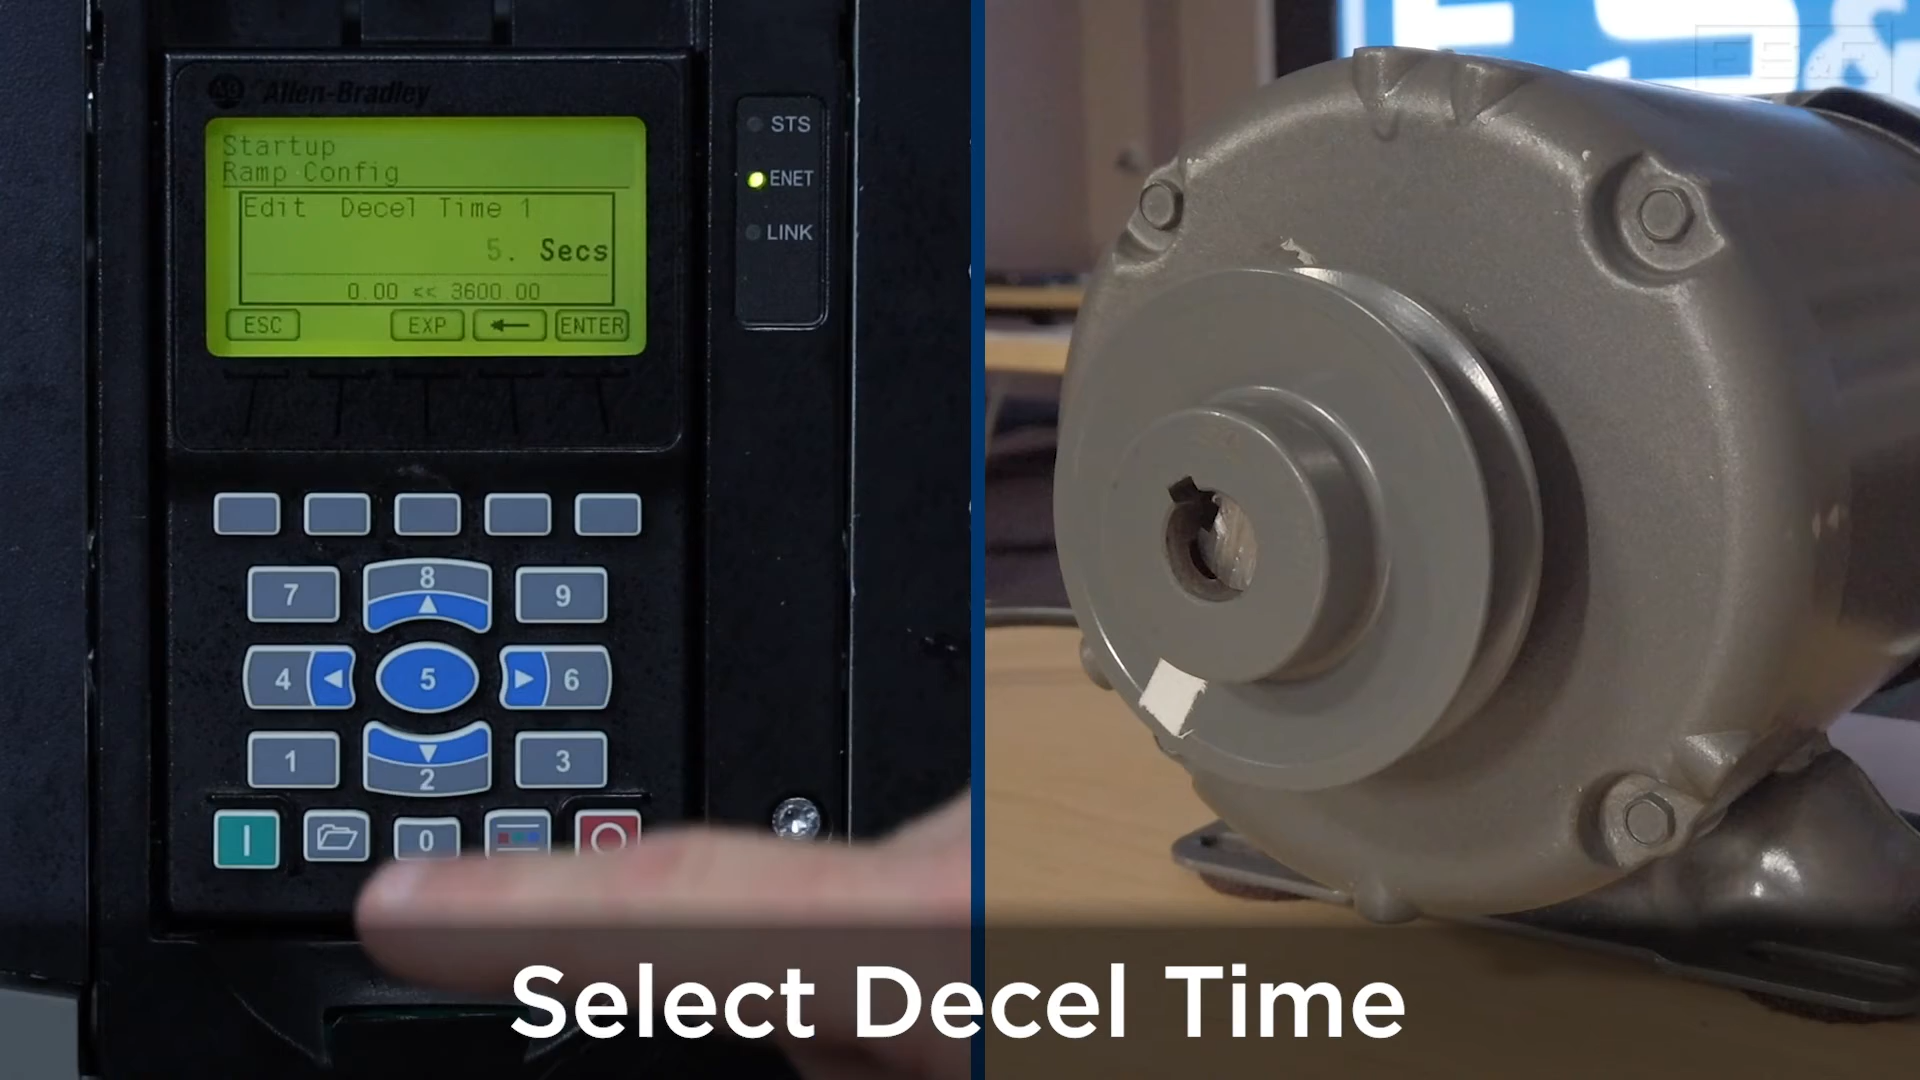 Allen-Bradley
Startup
Ramp Config
Edit Decel Time 1
5. Secs
0.00 << 3600.00
ESC
EXP
ENTER
STS
ENET
LINK
7
8
9
4
5
6
1
2
3
0
Select Decel Time